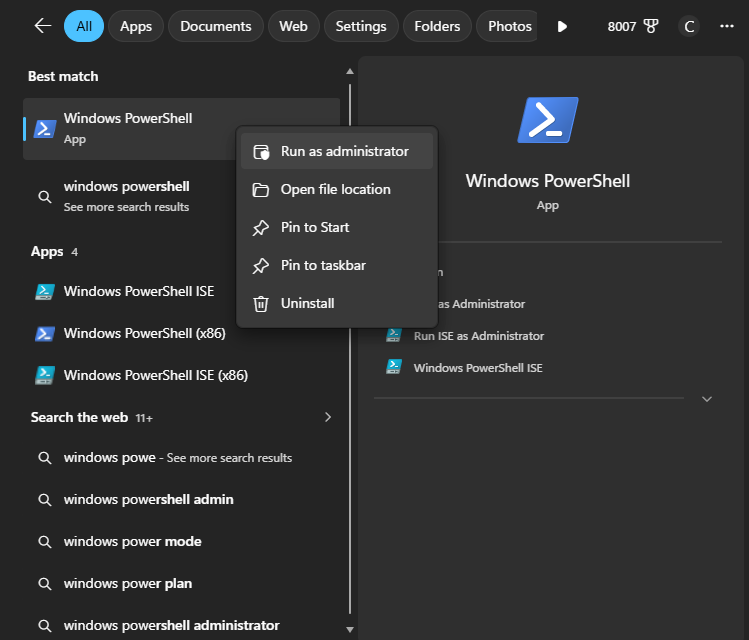 All
Apps
Documents
Web
Settings
Folders
Photos
8007
C
Best match
Windows PowerShell
App
windows powershell
See more search results
Apps 4
Windows PowerShell ISE
Windows PowerShell (x86)
Windows PowerShell ISE (x86)
Search the web 11+
windows powe - See more search results
windows powershell admin
windows power mode
windows power plan
windows powershell administrator
Run as administrator
Open file location
Pin to Start
Pin to taskbar
Uninstall
Windows PowerShell
App
as Administrator
Run ISE as Administrator
Windows PowerShell ISE